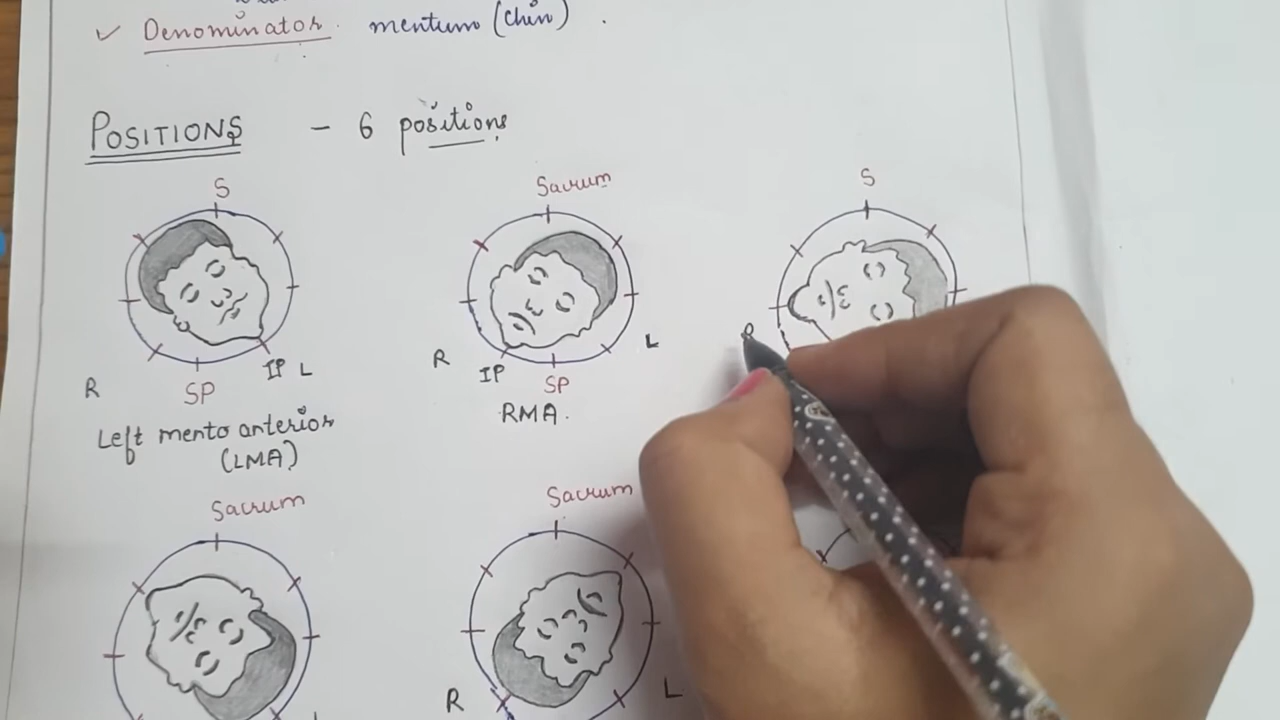 ✓ Denominator. mentum (chin).
POSITIONS - 6 positions
S
Sacrum
S
R
SP
IP L
R
IP
SP
L
R
Left mento anterior
(LMA)
RMA.
Sacrum
Sacrum
R
L